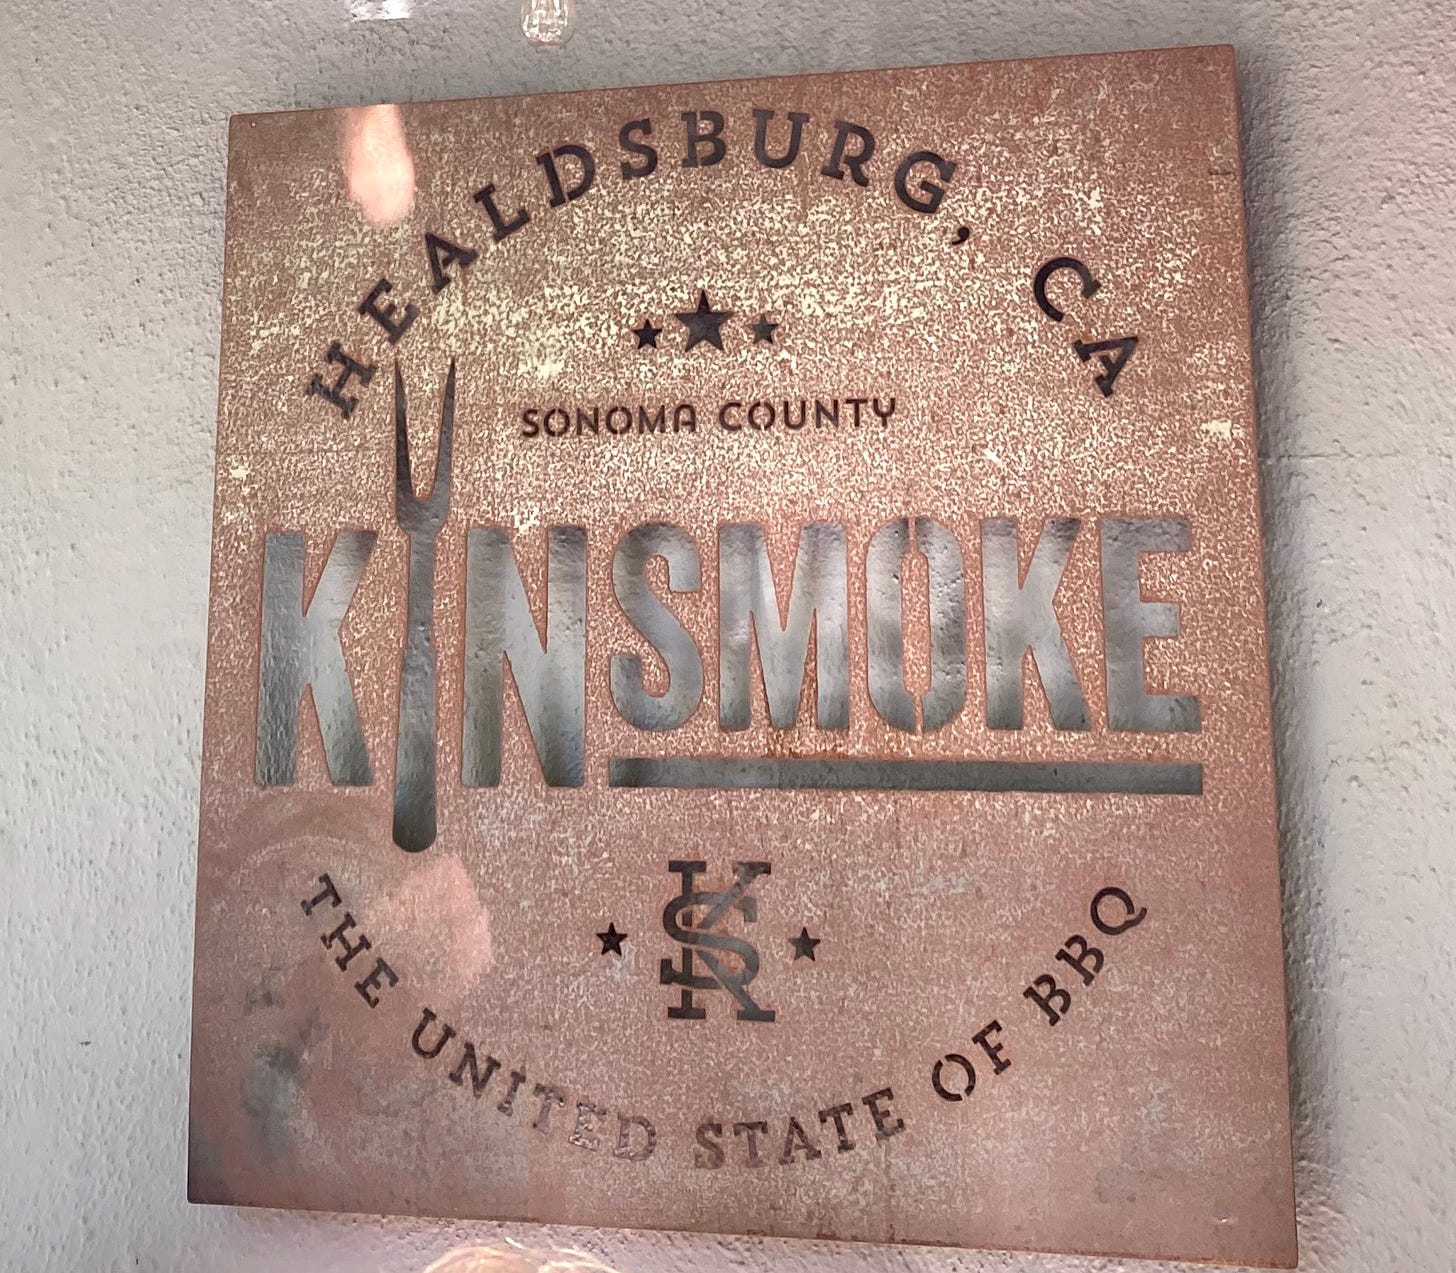 HEALDSBURG, CA
SONOMA COUNTY
KINSMOKE
KS
THE UNITED STATE OF BBQ